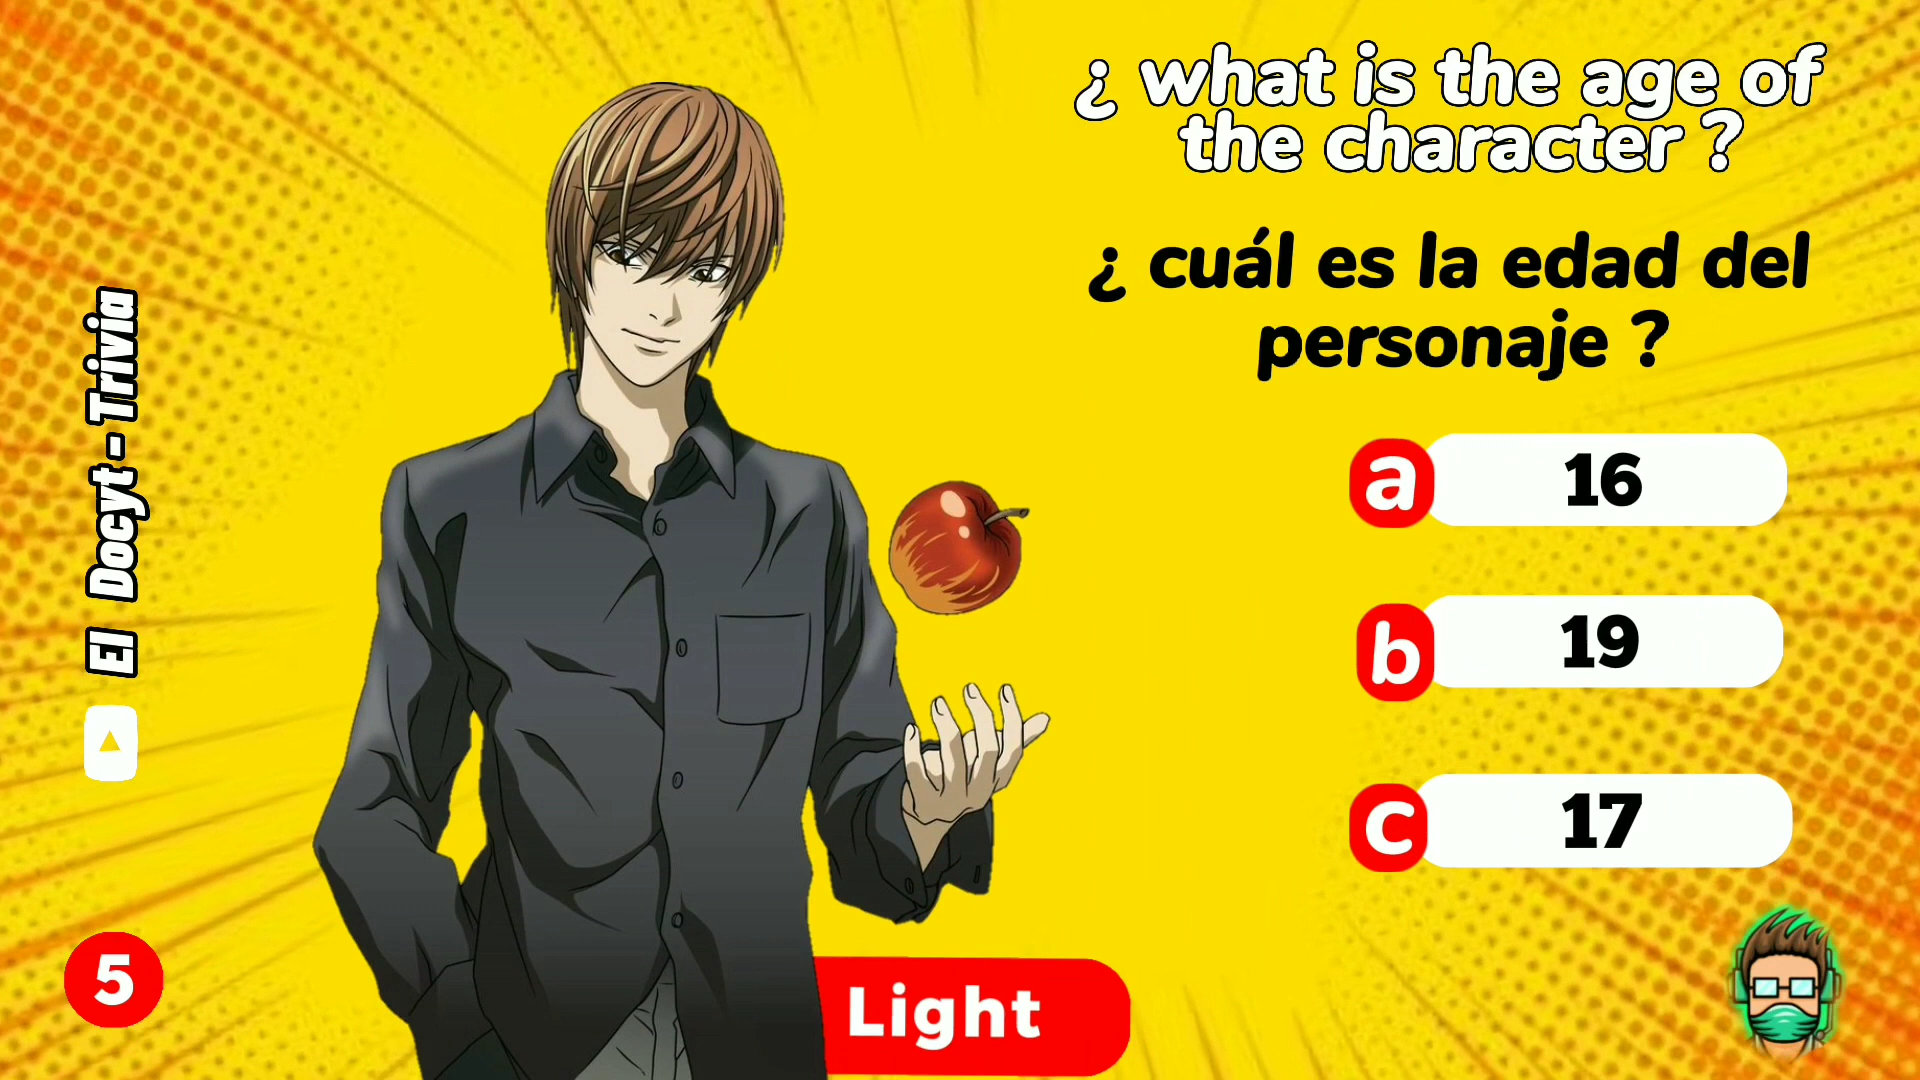 ¿ what is the age of
the character ?
¿ cuál es la edad del
personaje ?
a 16
b 19
c 17
El Docyt - Trivia
5
Light